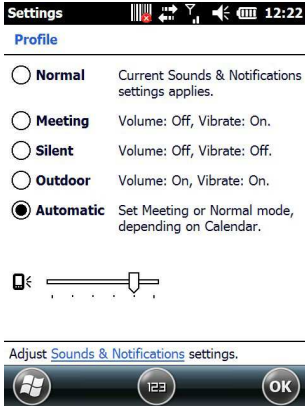 Settings 12:22
Profile
Normal Current Sounds & Notifications
settings applies.
Meeting Volume: Off, Vibrate: On.
Silent Volume: Off, Vibrate: Off.
Outdoor Volume: On, Vibrate: On.
Automatic Set Meeting or Normal mode,
depending on Calendar.
Adjust Sounds & Notifications settings.
123 OK